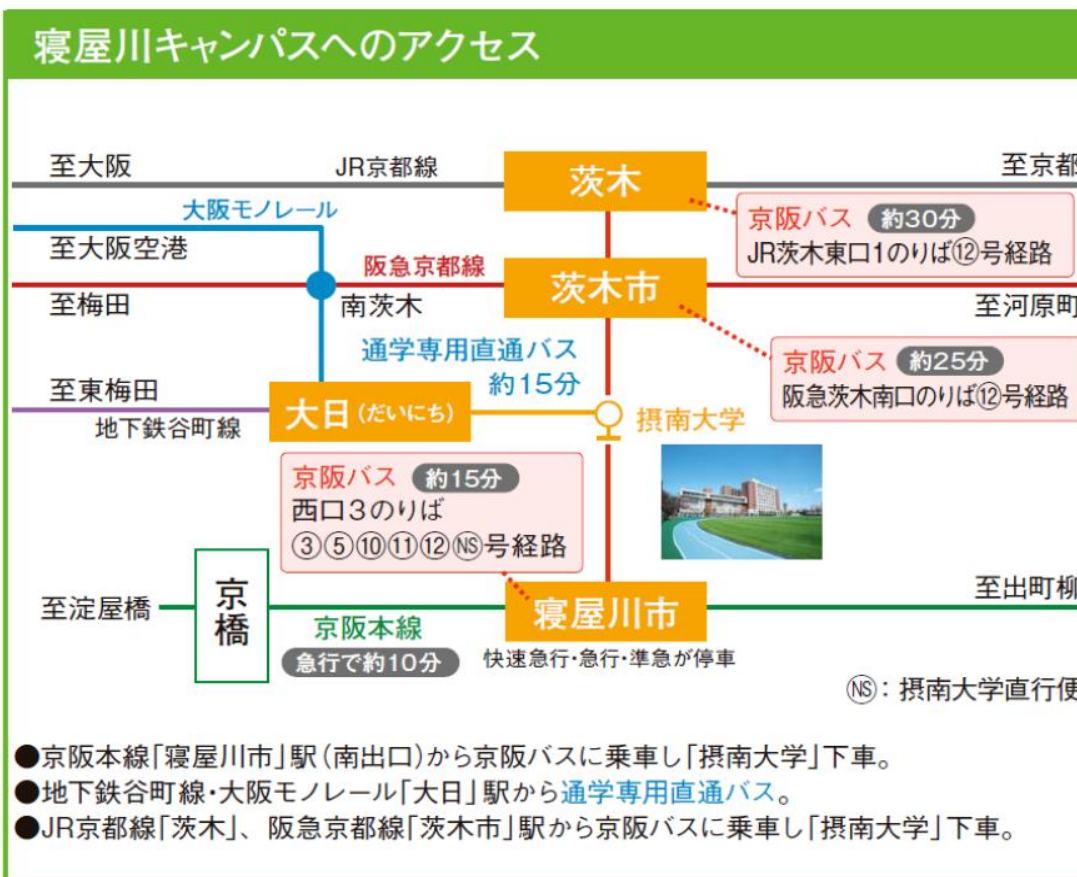 寝屋川キャンパスへのアクセス
至大阪
JR京都線
茨木
至京都
大阪モノレール
京阪バス 約30分
JR茨木東口1のりば⑫号経路
至大阪空港
阪急京都線
茨木市
至梅田
南茨木
至河原町
通学専用直通バス
約15分
京阪バス 約25分
阪急茨木南口のりば⑫号経路
至東梅田
大日(だいにち)
地下鉄谷町線
摂南大学
京阪バス 約15分
西口3のりば
③⑤⑩⑪⑫NS号経路
至淀屋橋
京橋
京阪本線
急行で約10分
寝屋川市
快速急行・急行・準急が停車
至出町柳
NS:摂南大学直行便
●京阪本線「寝屋川市」駅(南出口)から京阪バスに乗車し「摂南大学」下車。
●地下鉄谷町線・大阪モノレール「大日」駅から通学専用直通バス。
●JR京都線「茨木」、阪急京都線「茨木市」駅から京阪バスに乗車し「摂南大学」下車。